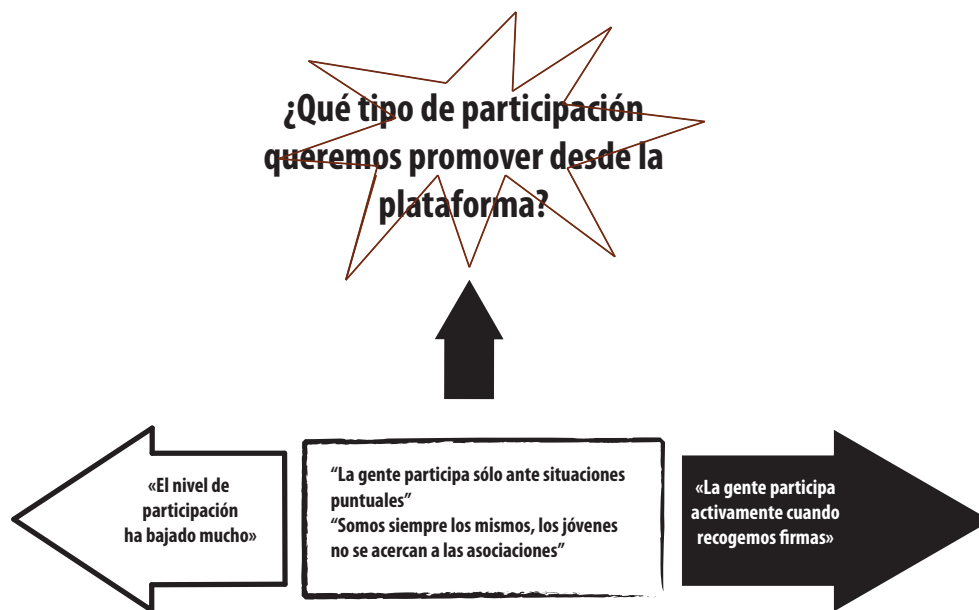 ¿Qué tipo de participación
queremos promover desde la
plataforma?
«El nivel de
participación
ha bajado mucho»
“La gente participa sólo ante situaciones
puntuales”
“Somos siempre los mismos, los jóvenes
no se acercan a las asociaciones”
«La gente participa
activamente cuando
recogemos firmas»